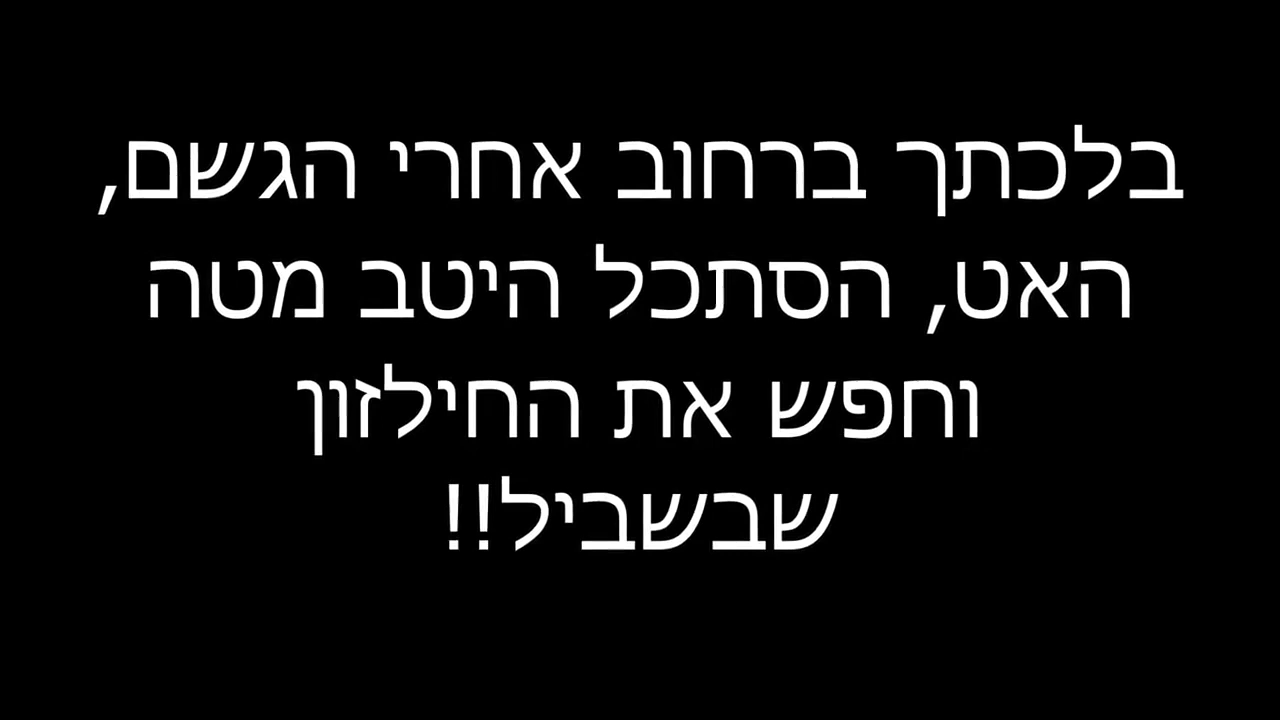 בלכתך ברחוב אחרי הגשם,
האט, הסתכל היטב מטה
וחפש את החילזון
שבשביל!!